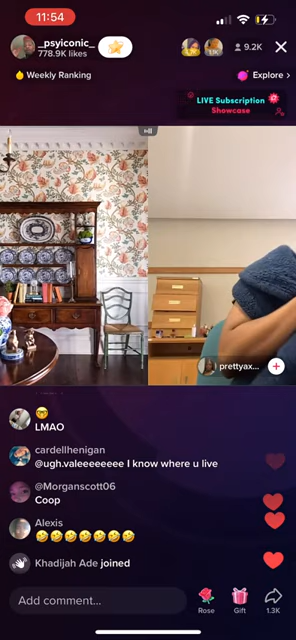 11:54
_psyiconic_
778.9K likes
9.2K
Weekly Ranking
Explore >
LIVE Subscription
Showcase
prettyax...
LMAO
cardellhenigan
@ugh.valeeeeeeee I know where u live
@Morganscott06
Coop
Alexis
Khadijah Ade joined
Add comment...
Rose
Gift
1.3K